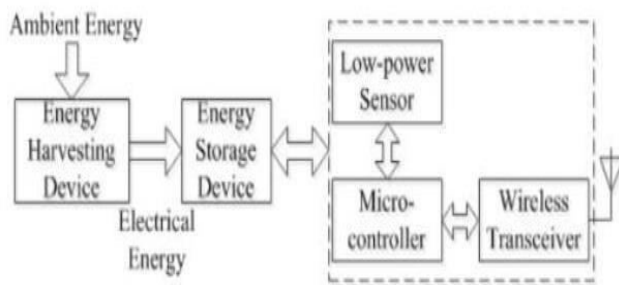 Ambient Energy
Energy
Harvesting
Device
Electrical
Energy
Energy
Storage
Device
Low-power
Sensor
Micro-
controller
Wireless
Transceiver